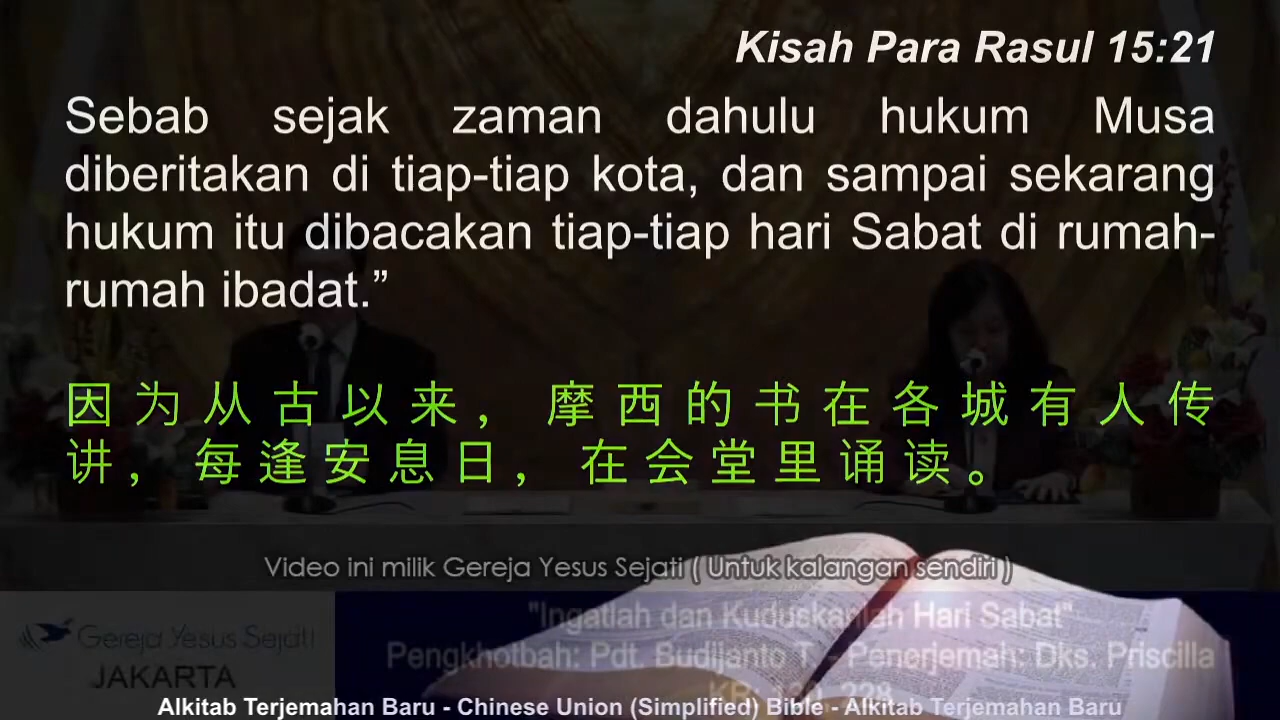 Kisah Para Rasul 15:21
Sebab sejak zaman dahulu hukum Musa
diberitakan di tiap-tiap kota, dan sampai sekarang
hukum itu dibacakan tiap-tiap hari Sabat di rumah-
rumah ibadat.”
因为从古以来，摩西的书在各城有人传
讲，每逢安息日，在会堂里诵读。
Video ini milik Gereja Yesus Sejati ( Untuk kalangan sendiri )
"Ingatlah dan Kuduskanlah Hari Sabat"
Gereja Yesus Sejati
JAKARTA
Pengkhotbah: Pdt. Budijanto T. - Penerjemah: Dks. Priscilla
Alkitab Terjemahan Baru - Chinese Union (Simplified) Bible - Alkitab Terjemahan Baru